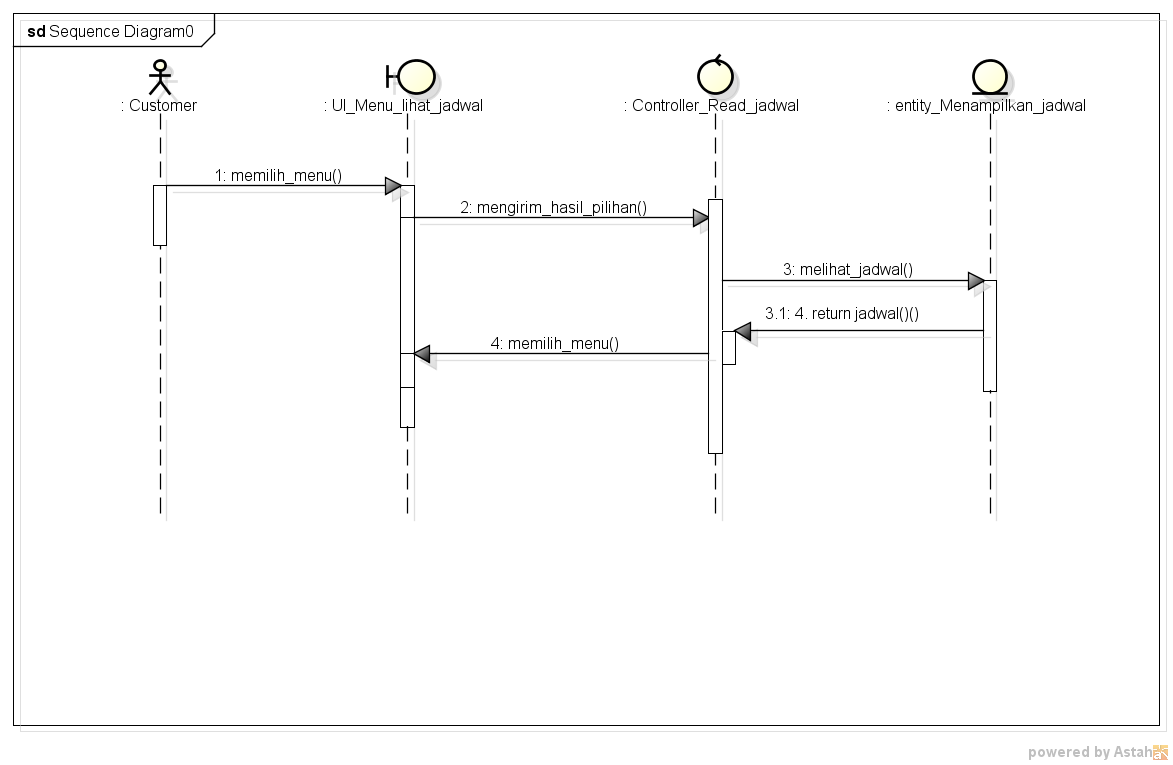 sd Sequence Diagram0
: Customer
: UI_Menu_lihat_jadwal
: Controller_Read_jadwal
: entity_Menampilkan_jadwal
1: memilih_menu()
2: mengirim_hasil_pilihan()
3: melihat_jadwal()
3.1: 4. return jadwal()()
4: memilih_menu()
powered by Astah